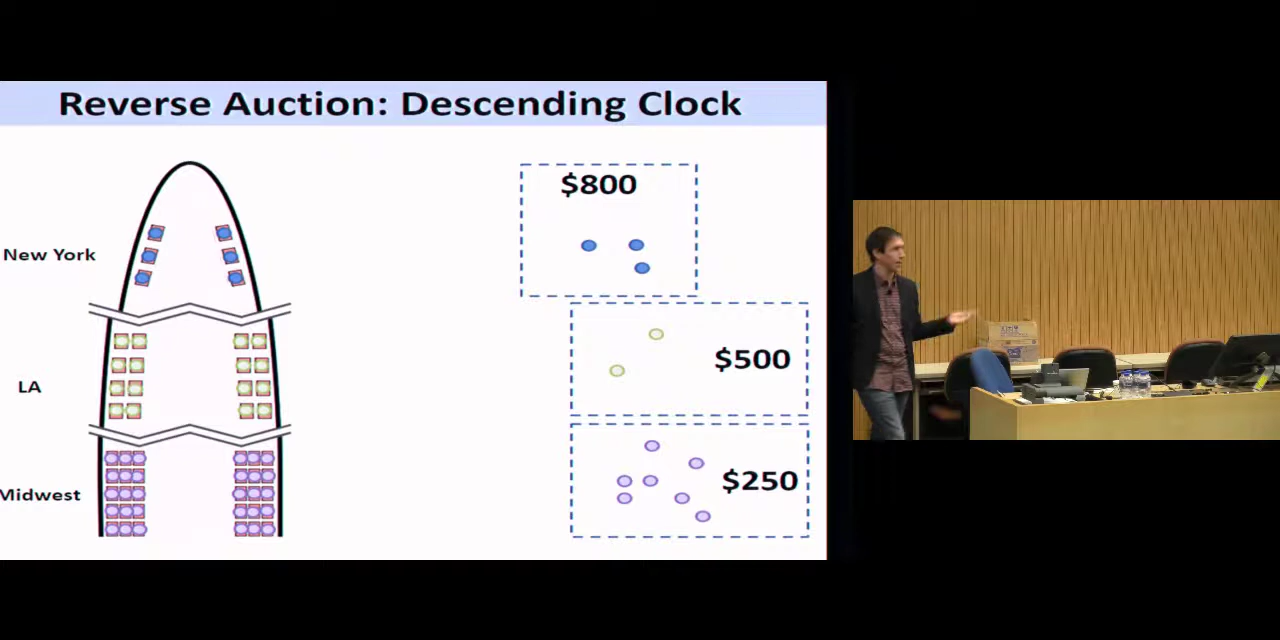 Reverse Auction: Descending Clock
$800
New York
$500
LA
$250
Midwest